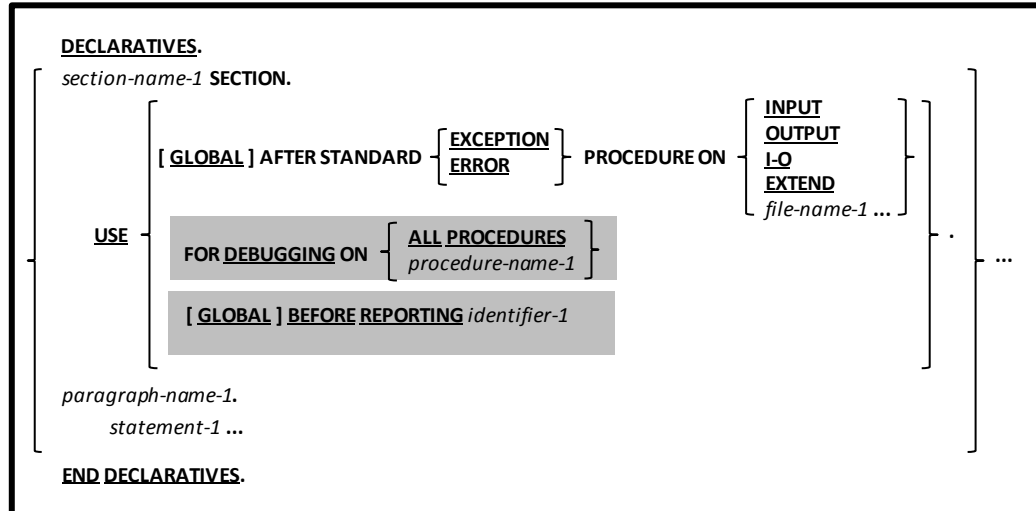 DECLARATIVES.
section-name-1 SECTION.
USE
[ GLOBAL ] AFTER STANDARD
EXCEPTION
ERROR
PROCEDURE ON
INPUT
OUTPUT
I-O
EXTEND
file-name-1 ...
FOR DEBUGGING ON
ALL PROCEDURES
procedure-name-1
[ GLOBAL ] BEFORE REPORTING identifier-1
.
...
paragraph-name-1.
statement-1 ...
END DECLARATIVES.